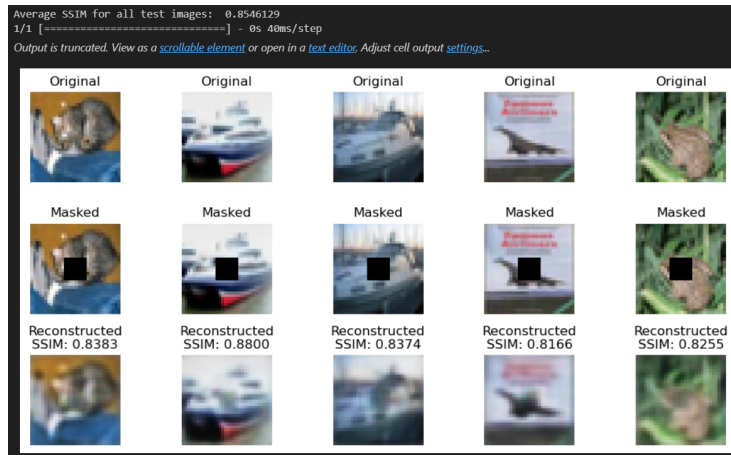 Average SSIM for all test images:  0.8546129
1/1 [==============================] - 0s 40ms/step
Output is truncated. View as a scrollable element or open in a text editor. Adjust cell output settings...
Original Original Original Original Original
Masked Masked Masked Masked Masked
Reconstructed Reconstructed Reconstructed Reconstructed Reconstructed
SSIM: 0.8383 SSIM: 0.8800 SSIM: 0.8374 SSIM: 0.8166 SSIM: 0.8255